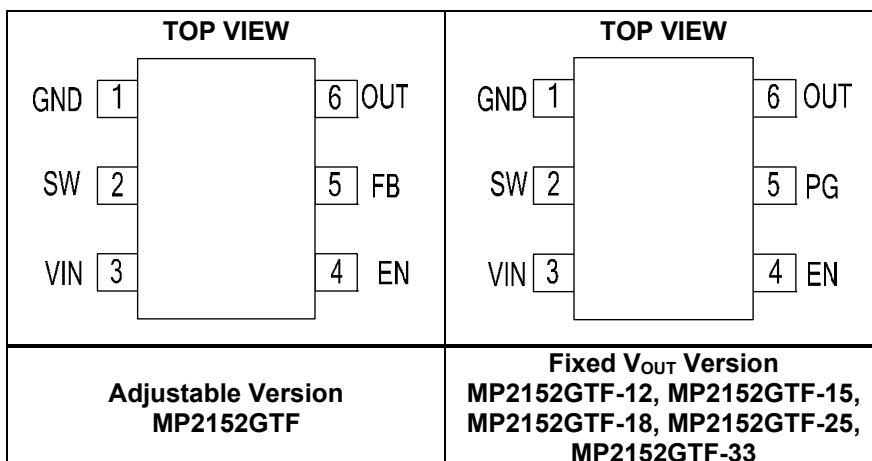 TOP VIEW
GND 1 6 OUT
SW 2 5 FB
VIN 3 4 EN
Adjustable Version
MP2152GTF
TOP VIEW
GND 1 6 OUT
SW 2 5 PG
VIN 3 4 EN
Fixed VOUT Version
MP2152GTF-12, MP2152GTF-15,
MP2152GTF-18, MP2152GTF-25,
MP2152GTF-33